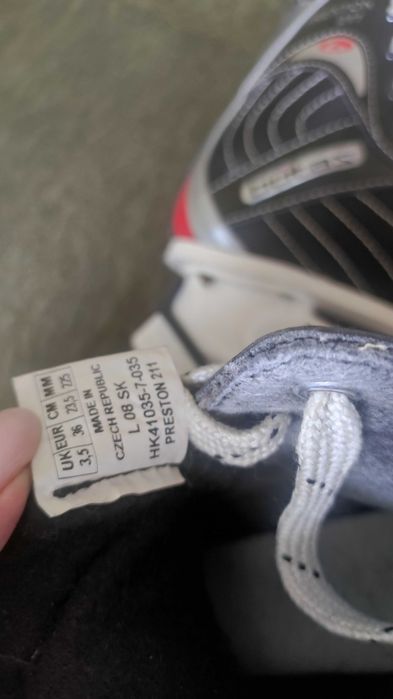 UK EUR CM MM
3,5 36 23,5 225
MADE IN
CZECH REPUBLIC
L 08 SK
HK41035-7-035
PRESTON 211